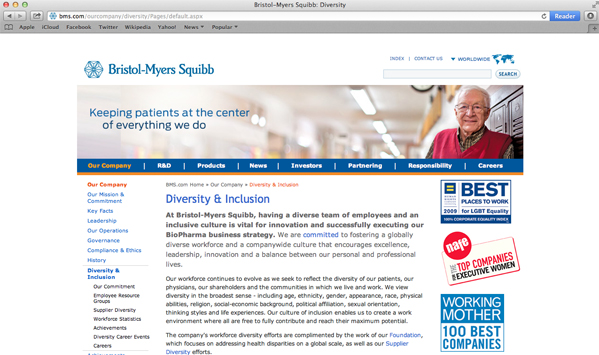 Bristol-Myers Squibb: Diversity
bms.com/ourcompany/diversity/Pages/default.aspx
Reader
Apple iCloud Facebook Twitter Wikipedia Yahoo! News Popular
INDEX | CONTACT US WORLDWIDE
Bristol-Myers Squibb
SEARCH
Keeping patients at the center
of everything we do
Our Company | R&D | Products | News | Investors | Partnering | Responsibility | Careers
Our Company
Our Mission &
Commitment
Key Facts
Leadership
Our Operations
Governance
Compliance & Ethics
History
Diversity &
Inclusion
Our Commitment
Employee Resource
Groups
Supplier Diversity
Workforce Statistics
Achievements
Diversity Career Events
Careers
BMS.com Home » Our Company » Diversity & Inclusion
Diversity & Inclusion
At Bristol-Myers Squibb, having a diverse team of employees and an
inclusive culture is vital for innovation and successfully executing our
BioPharma business strategy. We are committed to fostering a globally
diverse workforce and a companywide culture that encourages excellence,
leadership, innovation and a balance between our personal and professional
lives.
Our workforce continues to evolve as we seek to reflect the diversity of our patients, our
physicians, our shareholders and the communities in which we live and work. We view
diversity in the broadest sense - including age, ethnicity, gender, appearance, race, physical
abilities, religion, social-economic background, political affiliation, sexual orientation,
thinking styles and life experiences. Our culture of inclusion enables us to create a work
environment where all are free to fully contribute and reach their maximum potential.
The company's workforce diversity efforts are complimented by the work of our Foundation,
which focuses on addressing health disparities on a global scale, as well as our Supplier
Diversity efforts.
BEST
PLACES TO WORK
2009 for LGBT Equality
100% CORPORATE EQUALITY INDEX
nafe
THE TOP COMPANIES
FOR EXECUTIVE WOMEN
WORKING
MOTHER
100 BEST
COMPANIES